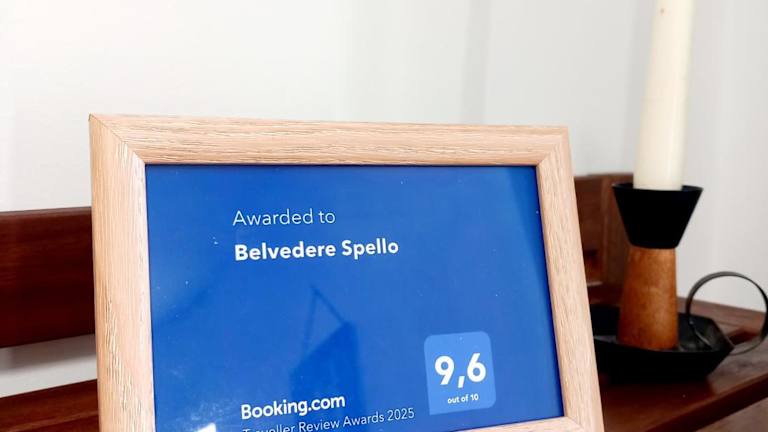 Awarded to
Belvedere Spello
9,6
out of 10
Booking.com
Traveller Review Awards 2025